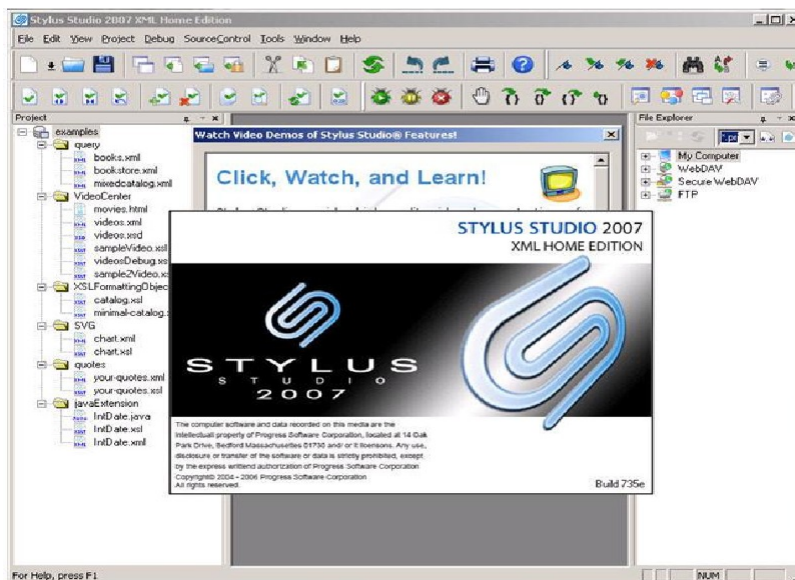 Stylus Studio 2007 XML Home Edition
File Edit View Project Debug SourceControl Tools Window Help
Project
File Explorer
examples
query
books.xml
bookstore.xml
mixedcatalog.xml
VideoCenter
movies.html
videos.xml
videos.xsd
sampleVideo.xsl
videosDebug.xsl
sample2Video.xs
XSLFormattingObjec
catalog.xsl
minimal-catalog.
SVG
chart.xml
chart.xsl
quotes
your-quotes.xml
your-quotes.xsl
javaExtension
IntDate.java
IntDate.xsl
IntDate.xml
Watch Video Demos of Stylus Studio® Features!
Click, Watch, and Learn!
My Computer
WebDAV
Secure WebDAV
FTP
STYLUS STUDIO 2007
XML HOME EDITION
STYLUS
STUDIO
2007
The computer software and data recorded on this media are the
intellectual property of Progress Software Corporation, located at 14 Oak
Park Drive, Bedford Massachusettes 01730 and/or it licensors. Any use,
disclosure or transfer of the software or data is strictly prohibited, except
by the express writtend authorization of Progress Software Corporation
Copyright© 2004 - 2006 Progress Software Corporation
All rights reserved.
Build 735e
For Help, press F1
NUM